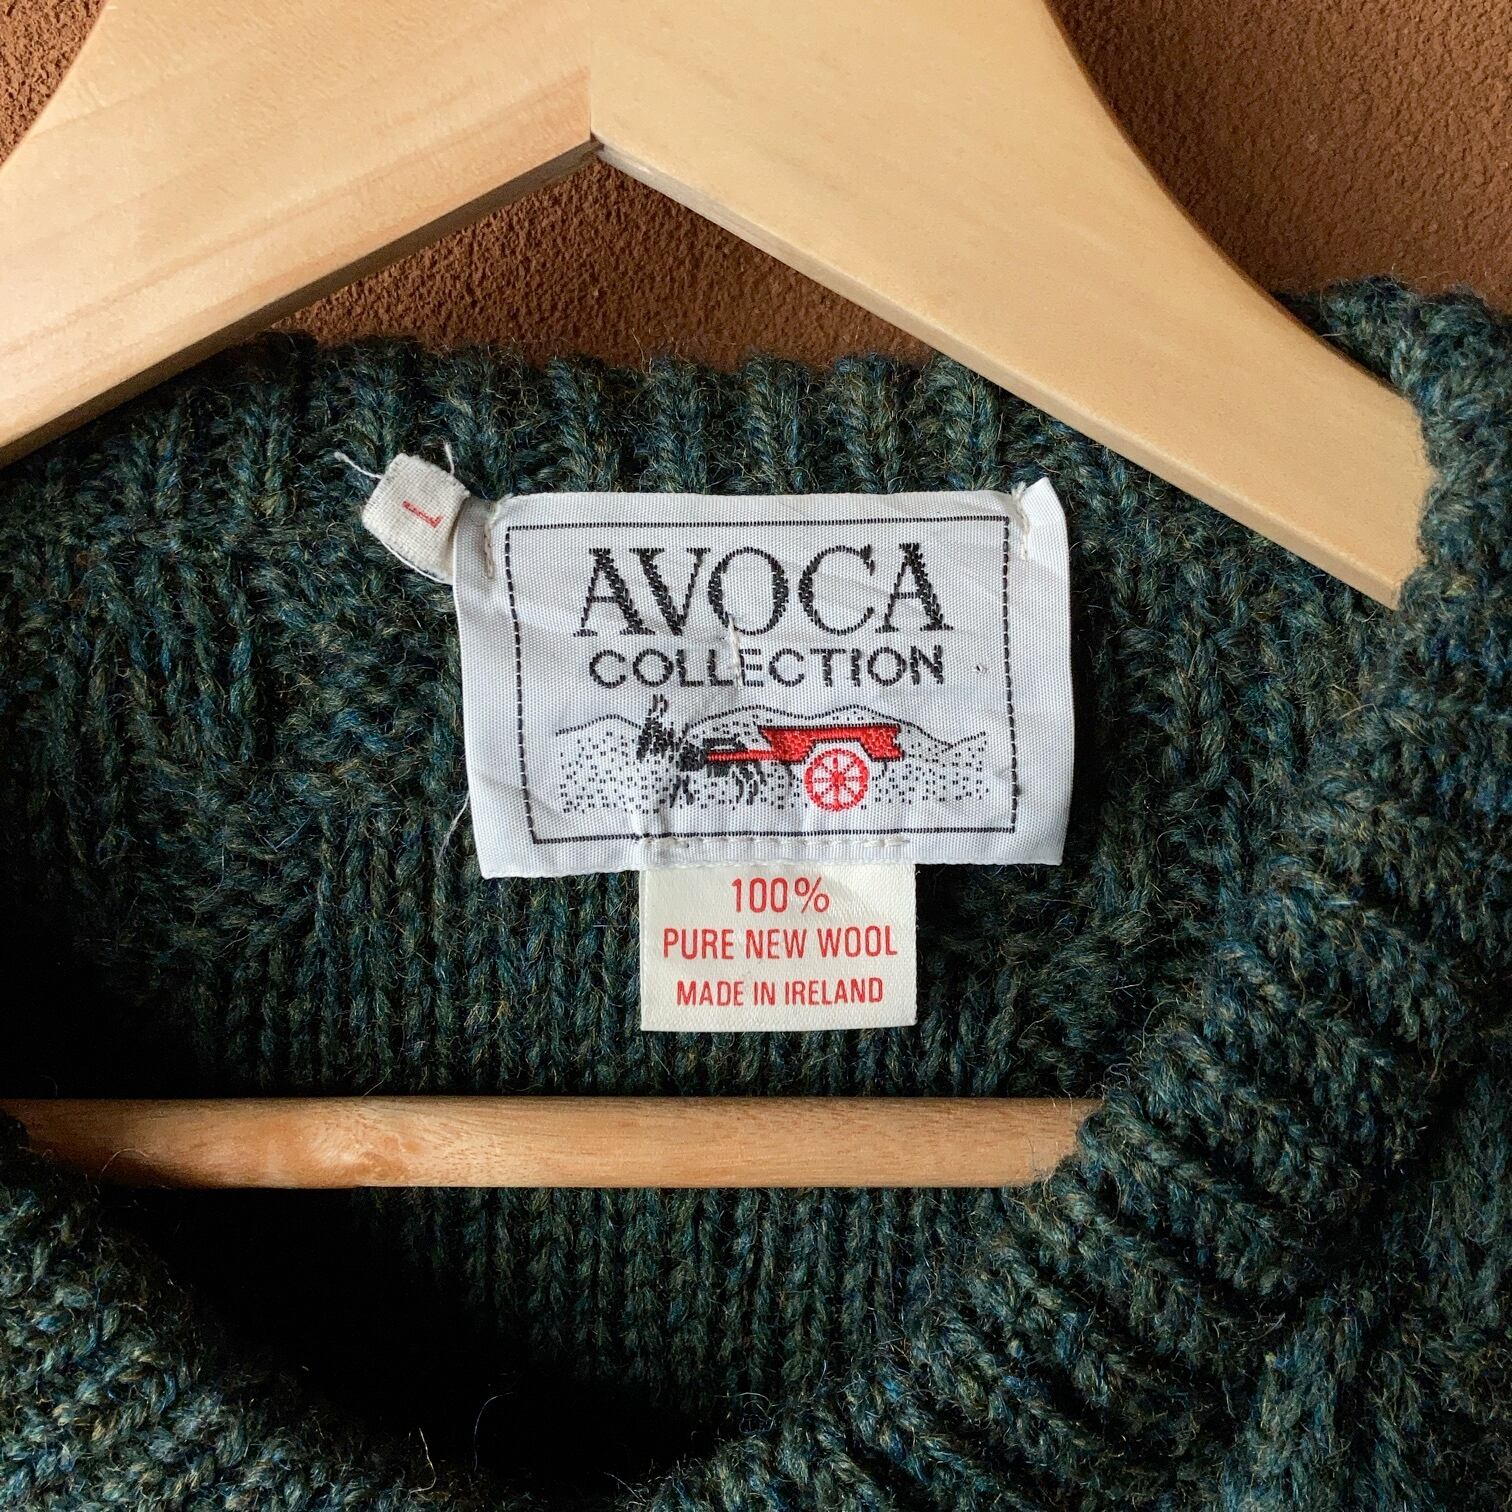 AVOCA
COLLECTION
100%
PURE NEW WOOL
MADE IN IRELAND